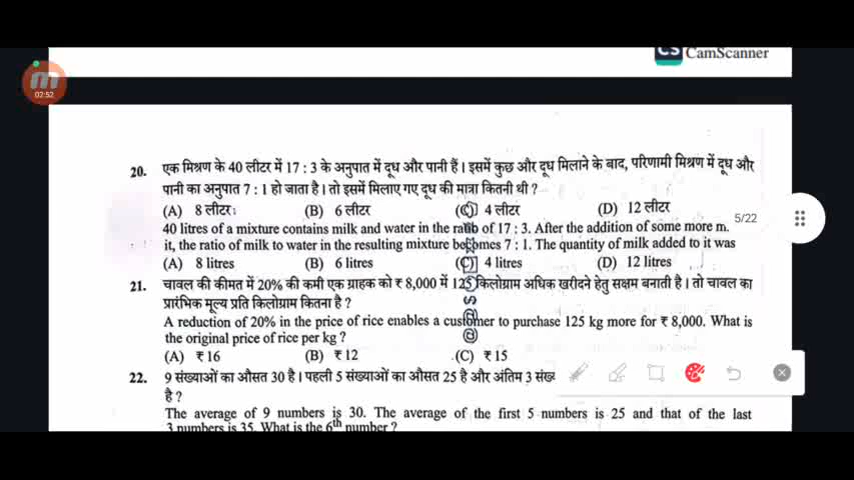 CS CamScanner
02:52
20. एक मिश्रण के 40 लीटर में 17 : 3 के अनुपात में दूध और पानी हैं। इसमें कुछ और दूध मिलाने के बाद, परिणामी मिश्रण में दूध और
पानी का अनुपात 7 : 1 हो जाता है। तो इसमें मिलाए गए दूध की मात्रा कितनी थी ?
(A) 8 लीटर (B) 6 लीटर (C) 4 लीटर (D) 12 लीटर
5/22
40 litres of a mixture contains milk and water in the ratio of 17 : 3. After the addition of some more m.
it, the ratio of milk to water in the resulting mixture becomes 7 : 1. The quantity of milk added to it was
(A) 8 litres (B) 6 litres (C) 4 litres (D) 12 litres
21. चावल की कीमत में 20% की कमी एक ग्राहक को ₹ 8,000 में 125 किलोग्राम अधिक खरीदने हेतु सक्षम बनाती है। तो चावल का
प्रारंभिक मूल्य प्रति किलोग्राम कितना है ?
A reduction of 20% in the price of rice enables a customer to purchase 125 kg more for ₹ 8,000. What is
the original price of rice per kg ?
(A) ₹ 16 (B) ₹ 12 (C) ₹ 15
22. 9 संख्याओं का औसत 30 है। पहली 5 संख्याओं का औसत 25 है और अंतिम 3
है ?
The average of 9 numbers is 30. The average of the first 5 numbers is 25 and that of the last
3 numbers is 35. What is the 6th number ?